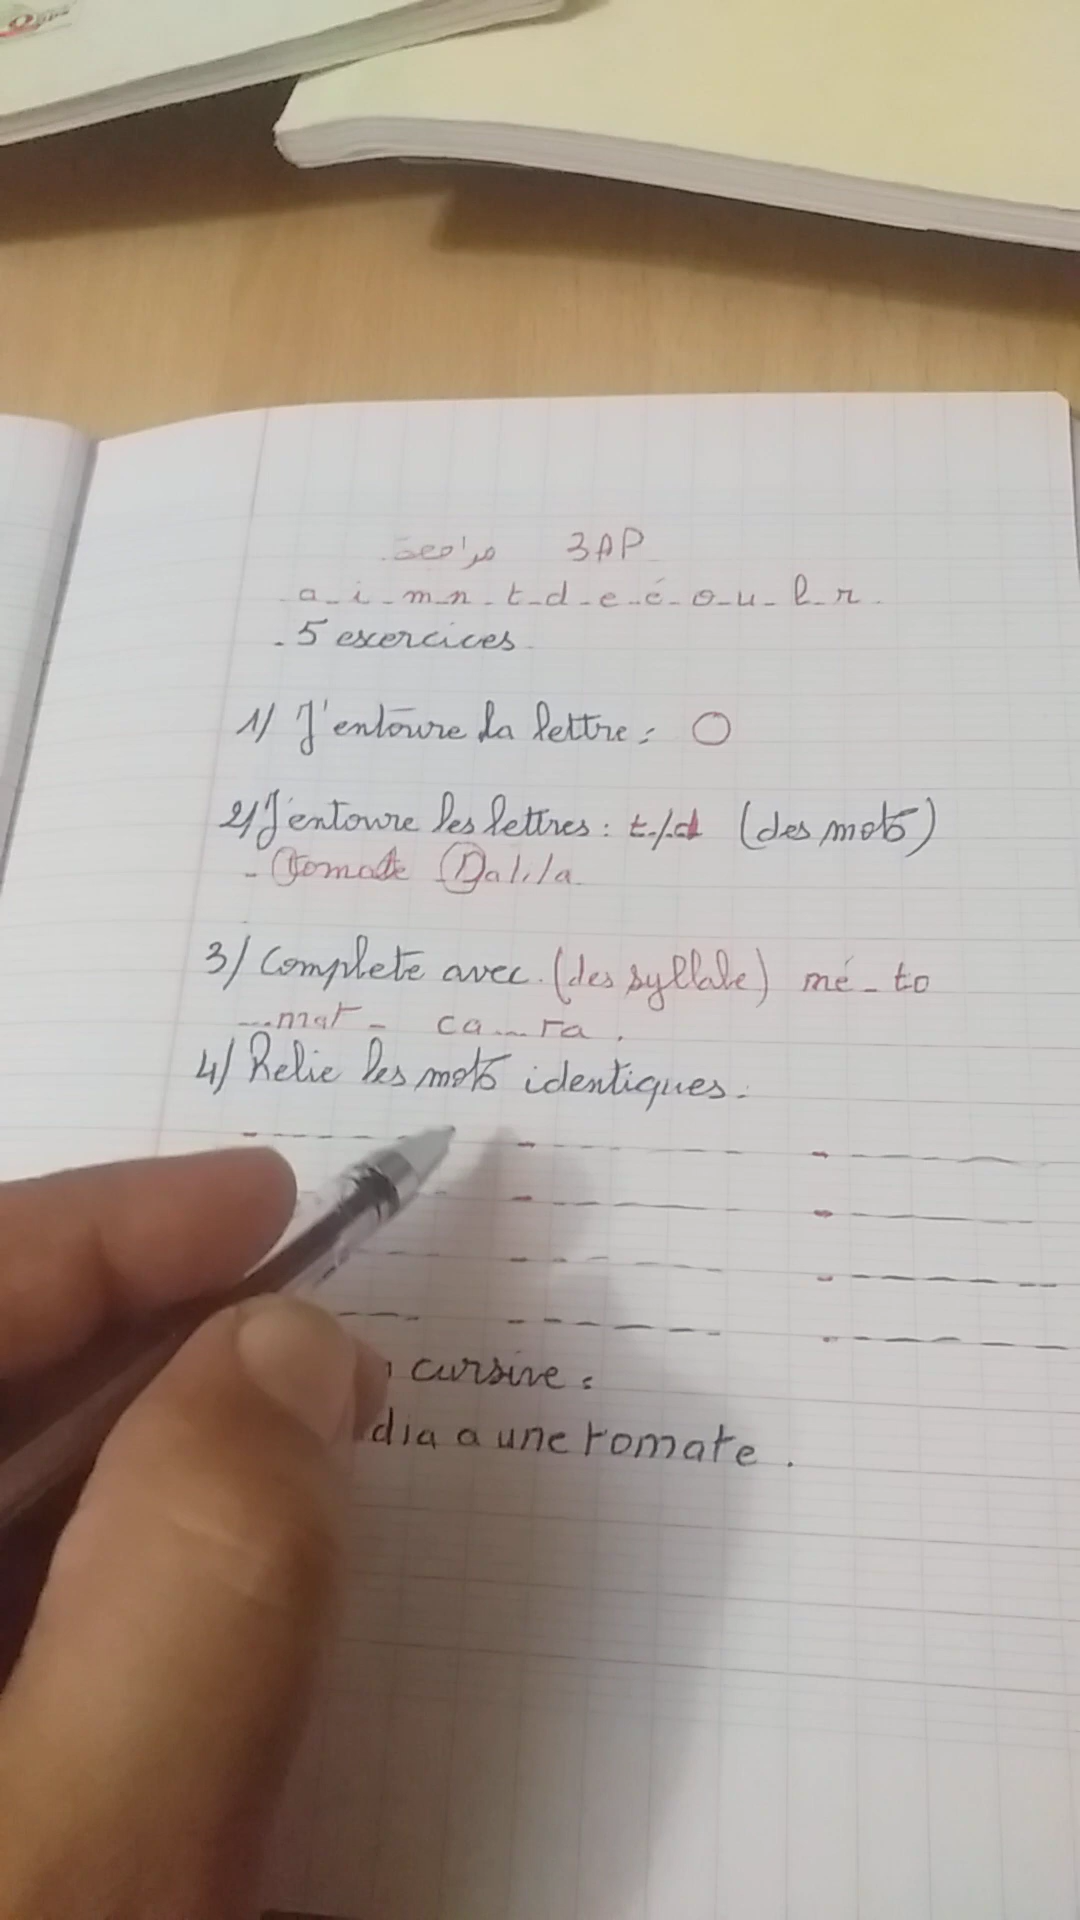 مراجعة 3AP
a-i-m-n-t-d-e-é-o-u-l-r.
-5 exercices
1/ J'entoure la lettre: O
2/ J'entoure les lettres: t/d (des mots)
- tomate Dalila
3/ Complete avec (des syllabe) mé-to
...mat- ca...ra.
4/ Relie les mots identiques.
cursive:
dia a une tomate.